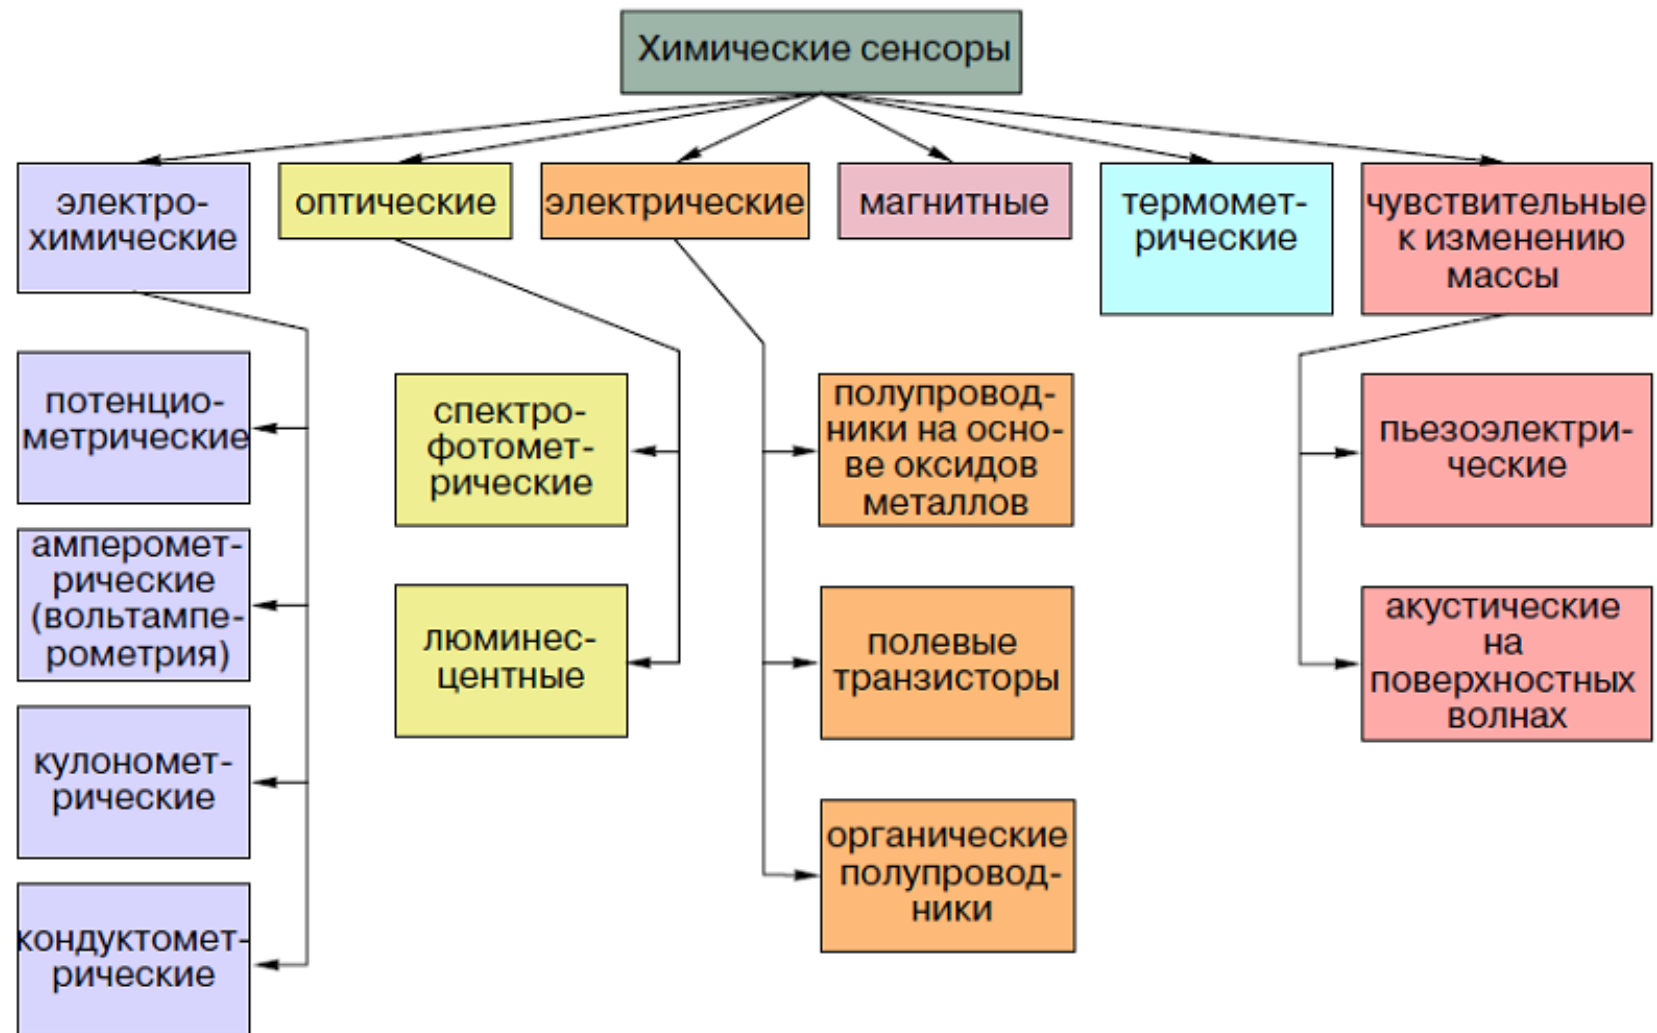 Химические сенсоры
электро-
химические
оптические
электрические
магнитные
термомет-
рические
чувствительные
к изменению
массы
потенцио-
метрические
амперомет-
рические
(вольтампе-
рометрия)
кулономет-
рические
кондуктомет-
рические
спектро-
фотомет-
рические
люминес-
центные
полупровод-
ники на осно-
ве оксидов
металлов
полевые
транзисторы
органические
полупровод-
ники
пьезоэлектри-
ческие
акустические
на
поверхностных
волнах